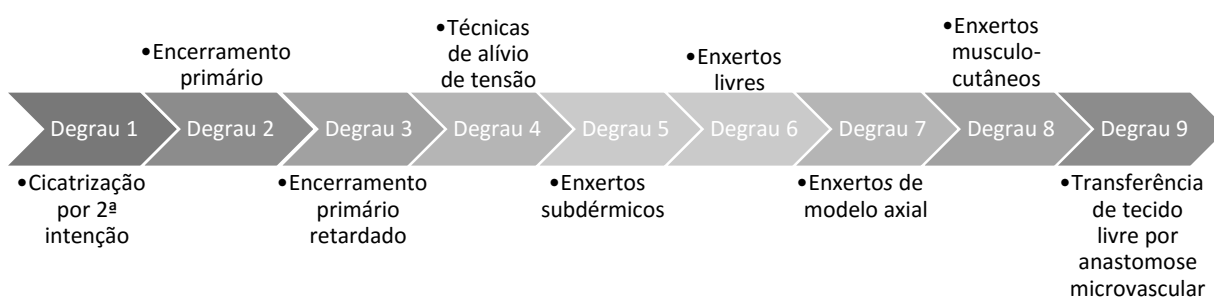 •Encerramento
primário
•Técnicas
de alívio
de tensão
•Enxertos
livres
•Enxertos
musculo-
cutâneos
Degrau 1
Degrau 2
Degrau 3
Degrau 4
Degrau 5
Degrau 6
Degrau 7
Degrau 8
Degrau 9
•Cicatrização
por 2ª
intenção
•Encerramento
primário
retardado
•Enxertos
subdérmicos
•Enxertos de
modelo axial
•Transferência
de tecido
livre por
anastomose
microvascular